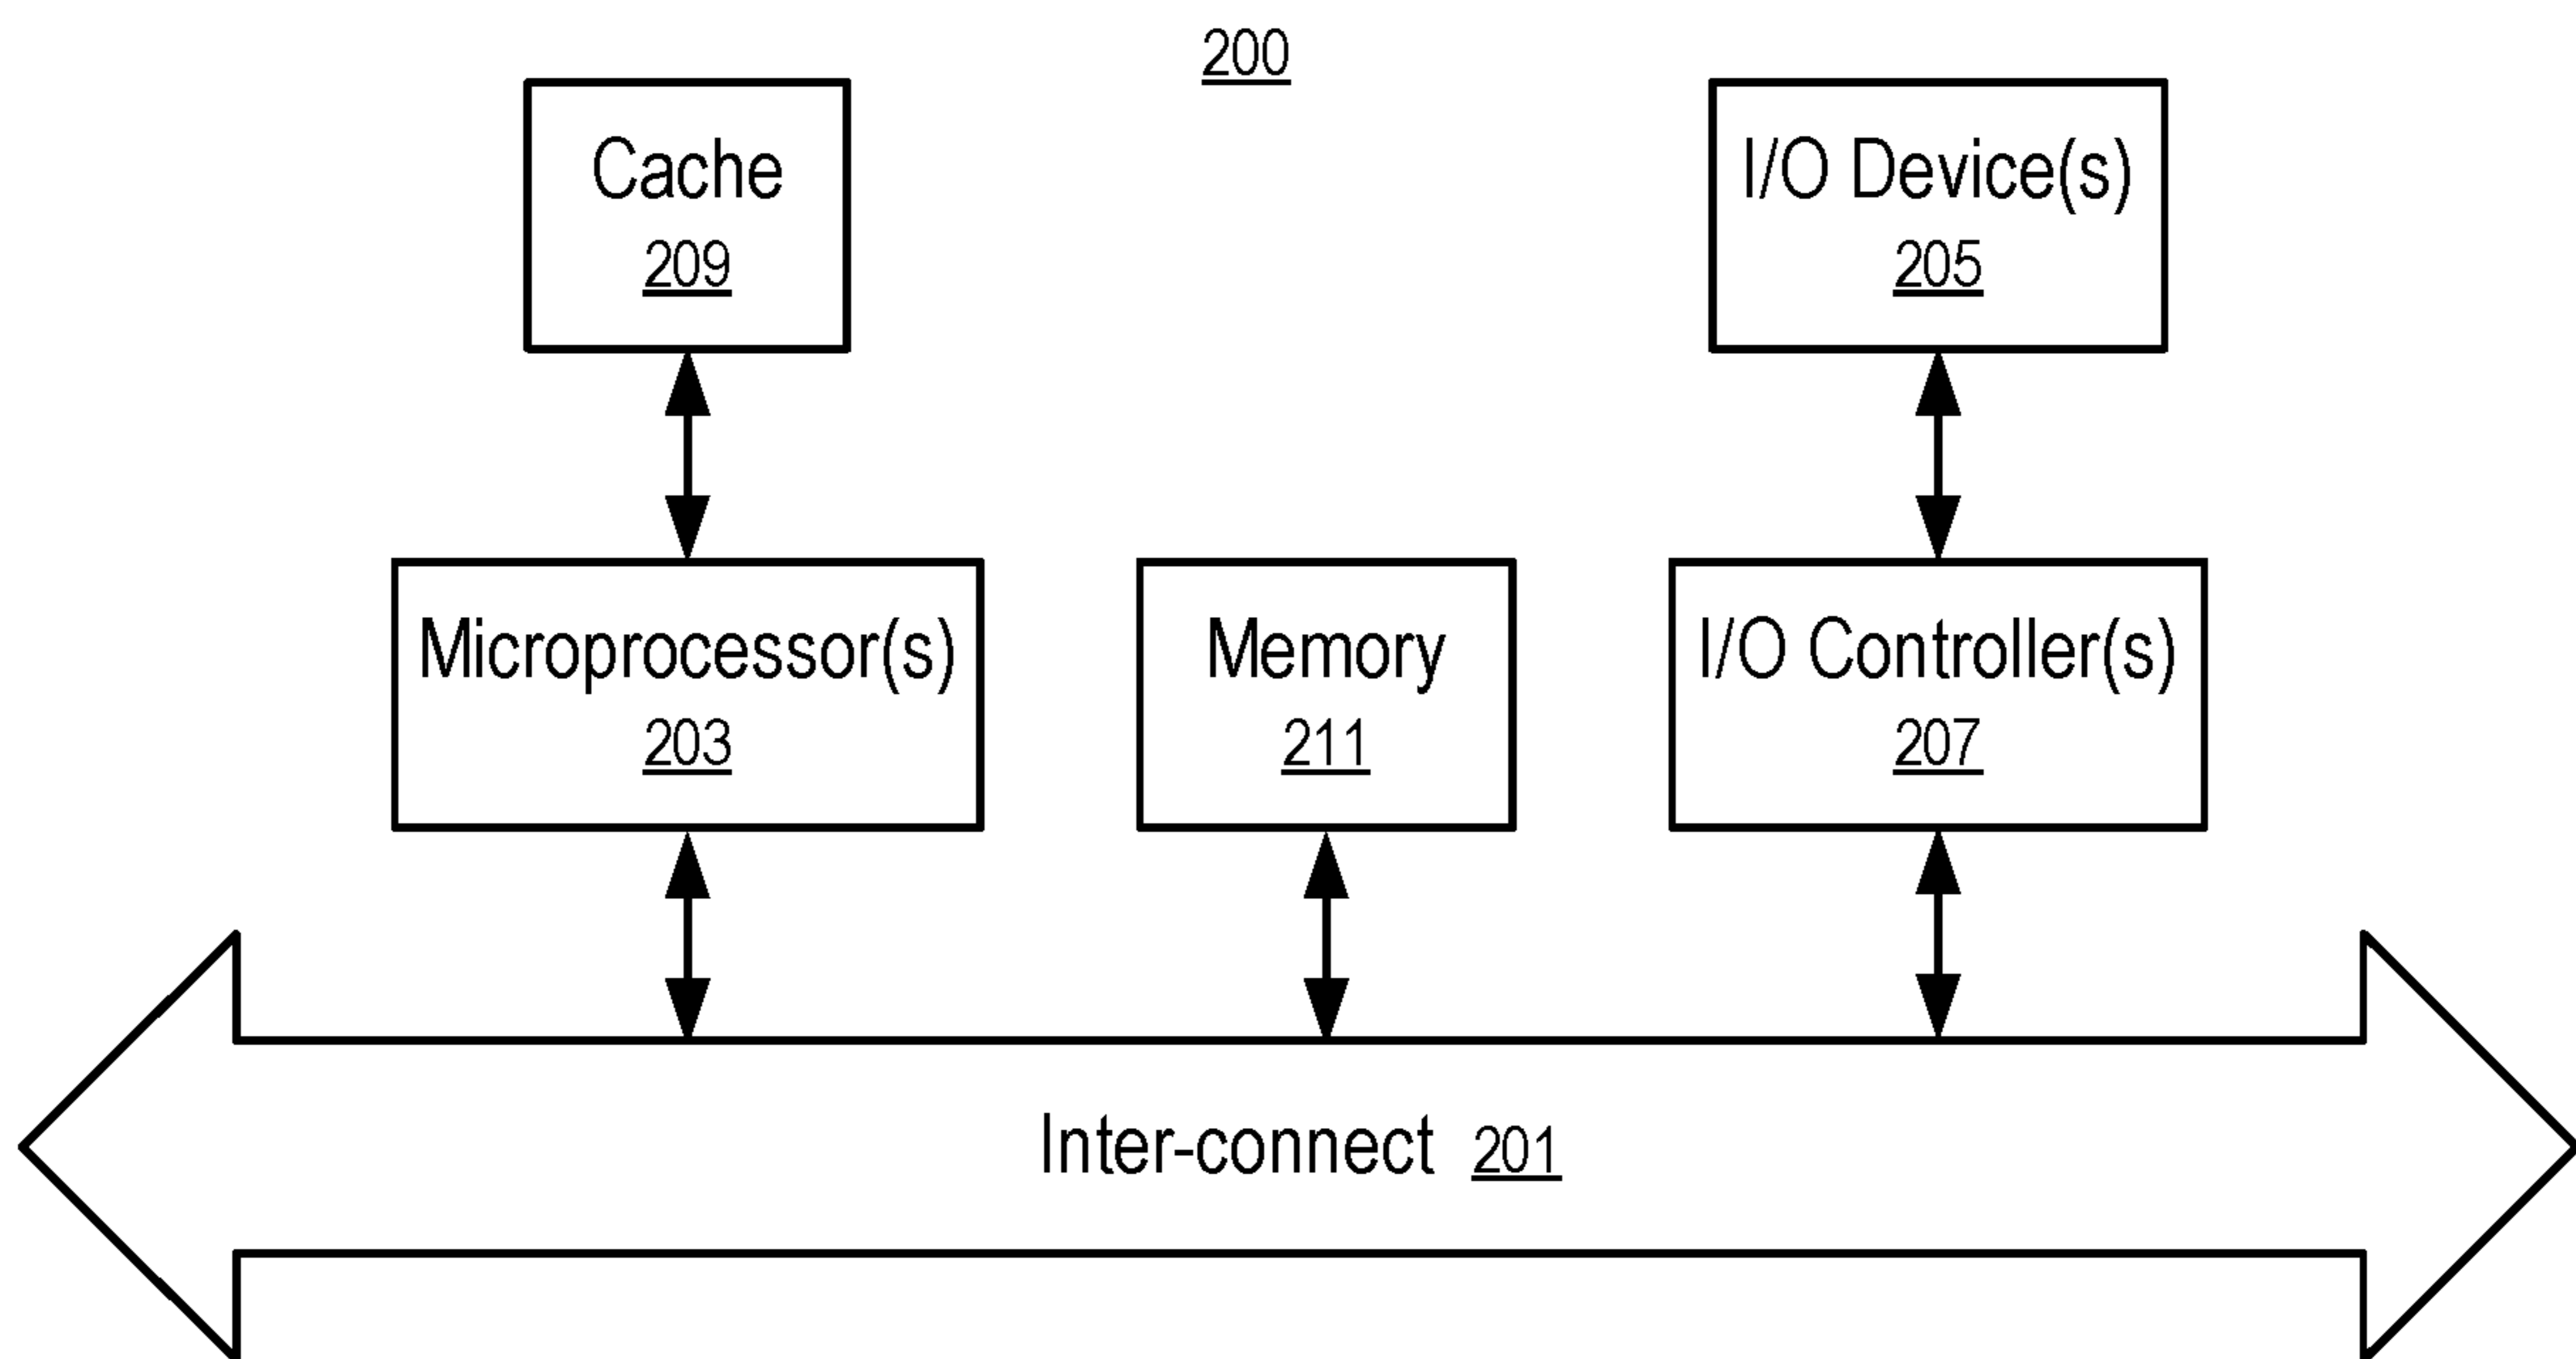 200
Cache
209
I/O Device(s)
205
Microprocessor(s)
203
Memory
211
I/O Controller(s)
207
Inter-connect 201